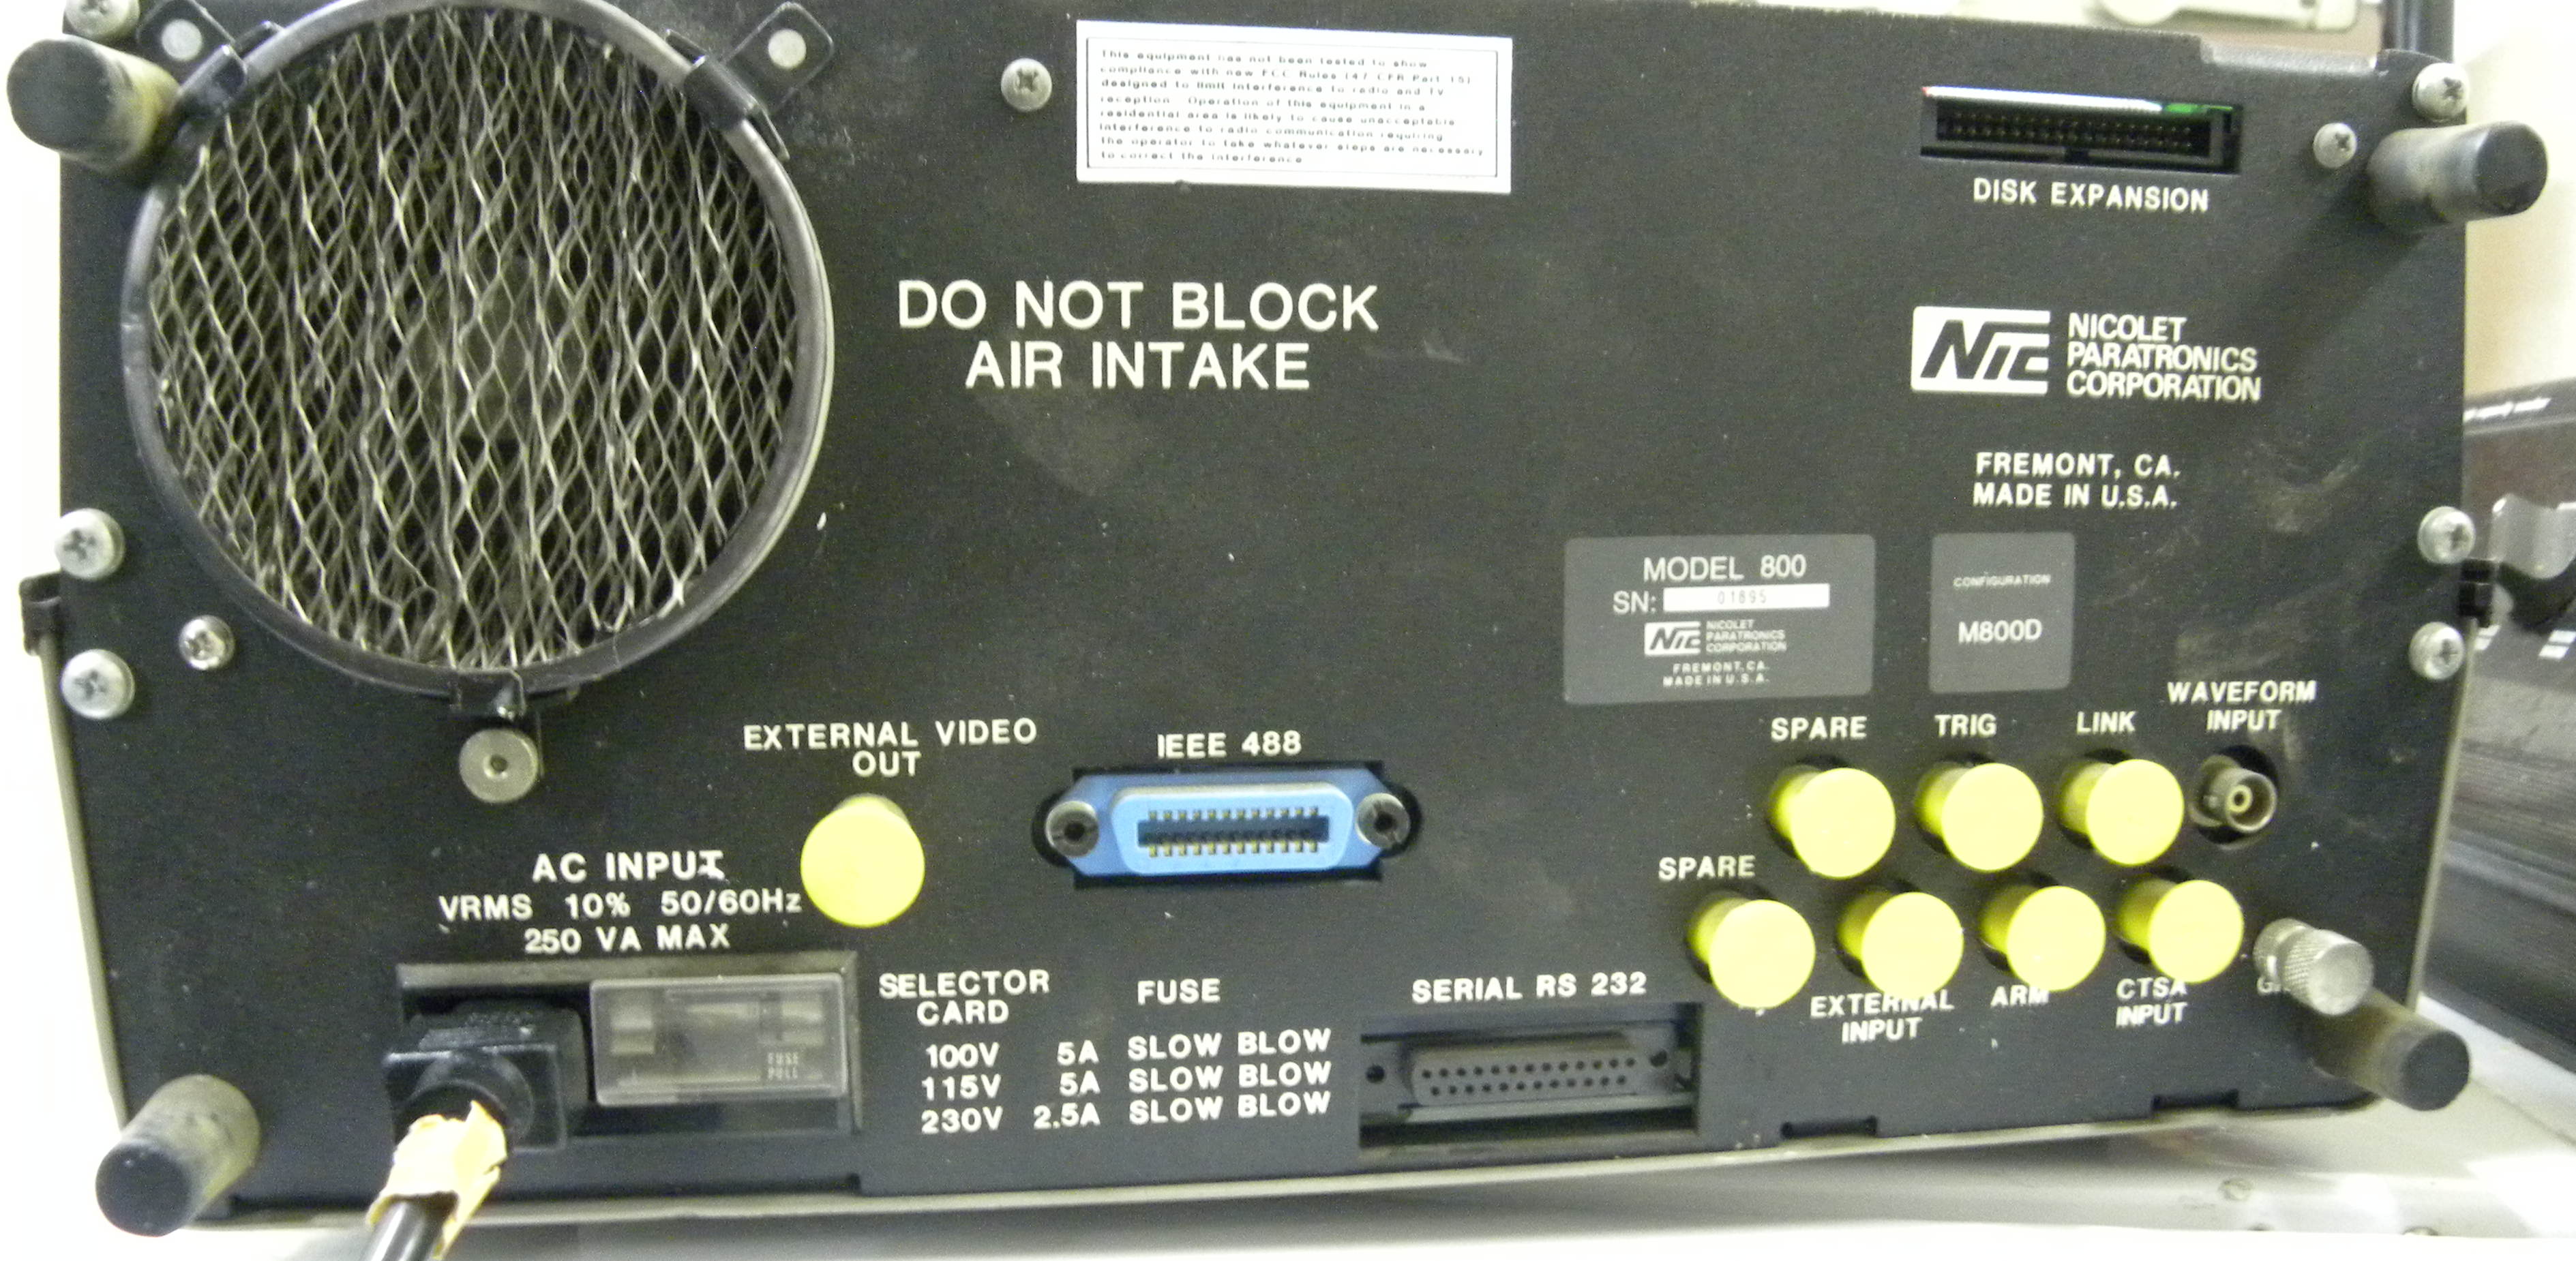 This equipment has not been tested to show
compliance with new FCC Rules (47 CFR Part 15)
designed to limit interference to radio and TV
reception. Operation of this equipment in a
residential area is likely to cause unacceptable
interference to radio communication requiring
the operator to take whatever steps are necessary
to correct the interference
DISK EXPANSION
DO NOT BLOCK
AIR INTAKE
NIC
NICOLET
PARATRONICS
CORPORATION
FREMONT, CA.
MADE IN U.S.A.
MODEL 800
SN: 01895
NIC
NICOLET
PARATRONICS
CORPORATION
FREMONT, CA.
MADE IN U.S.A.
CONFIGURATION
M800D
EXTERNAL VIDEO
OUT
IEEE 488
SPARE
TRIG
LINK
WAVEFORM
INPUT
SPARE
EXTERNAL
INPUT
ARM
CTSA
INPUT
AC INPUT
VRMS 10% 50/60Hz
250 VA MAX
FUSE
PULL
SELECTOR
CARD
FUSE
100V 5A SLOW BLOW
115V 5A SLOW BLOW
230V 2.5A SLOW BLOW
SERIAL RS 232